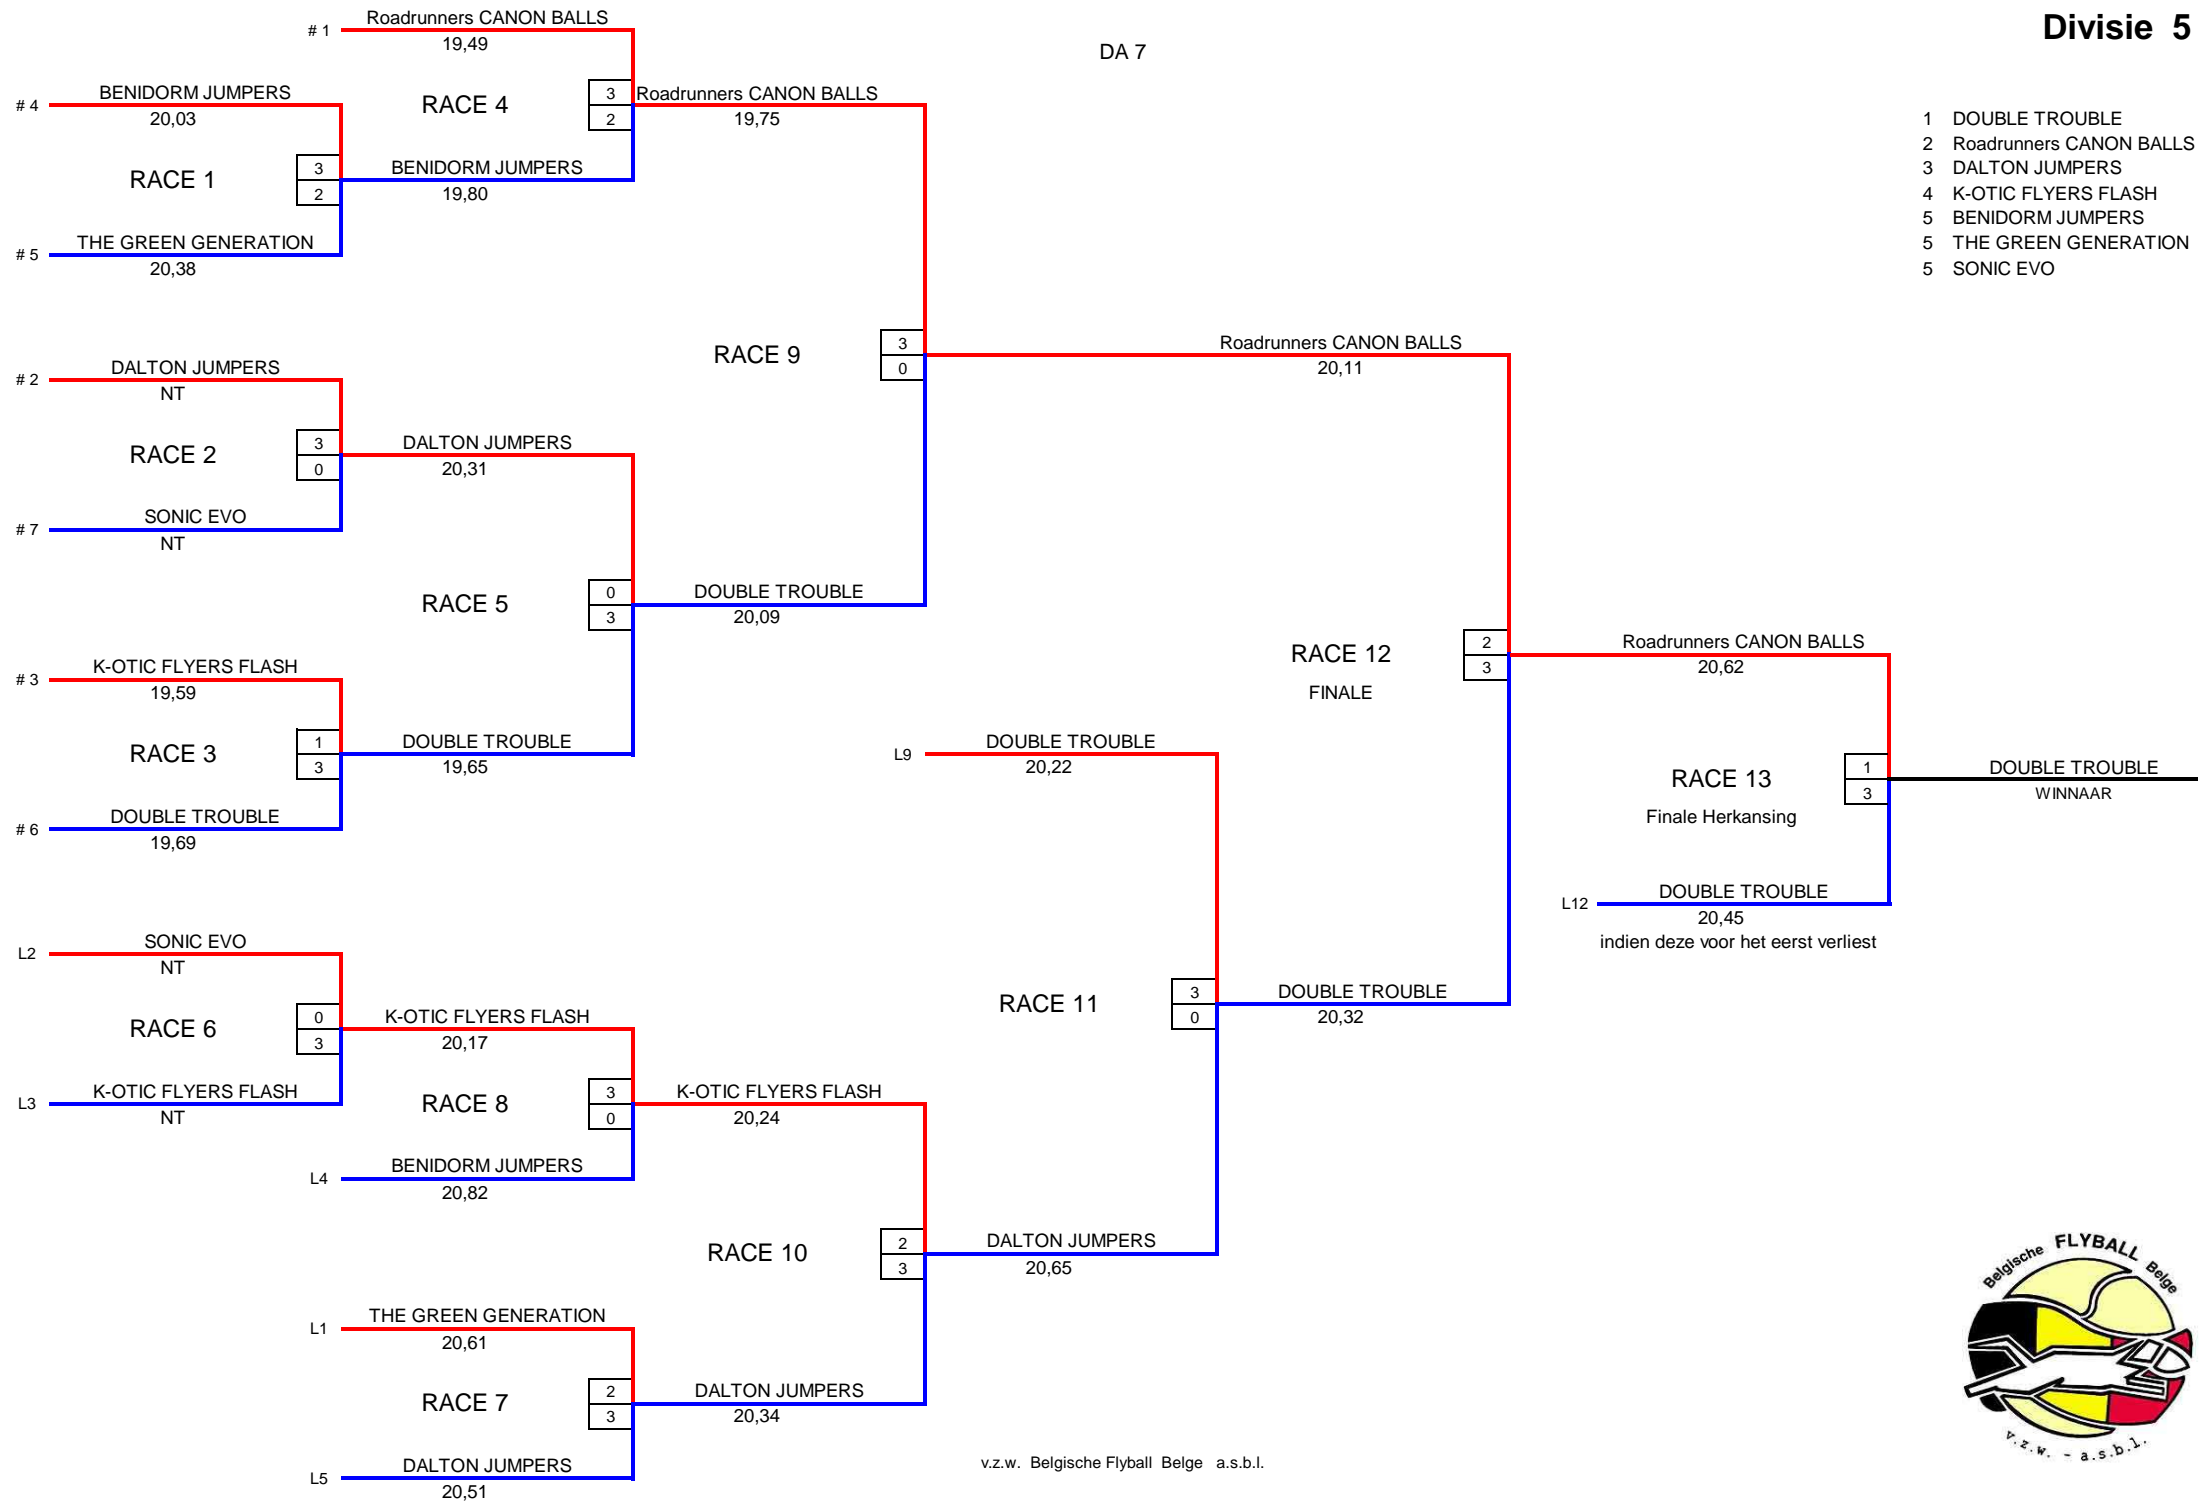 Divisie 5
DA 7
1 DOUBLE TROUBLE
2 Roadrunners CANON BALLS
3 DALTON JUMPERS
4 K-OTIC FLYERS FLASH
5 BENIDORM JUMPERS
5 THE GREEN GENERATION
5 SONIC EVO
# 1 Roadrunners CANON BALLS
19,49
# 4 BENIDORM JUMPERS
20,03
RACE 4
3
2
Roadrunners CANON BALLS
19,75
RACE 1
3
2
BENIDORM JUMPERS
19,80
# 5 THE GREEN GENERATION
20,38
RACE 9
3
0
Roadrunners CANON BALLS
20,11
# 2 DALTON JUMPERS
NT
RACE 2
3
0
DALTON JUMPERS
20,31
# 7 SONIC EVO
NT
RACE 5
0
3
DOUBLE TROUBLE
20,09
# 3 K-OTIC FLYERS FLASH
19,59
RACE 3
1
3
DOUBLE TROUBLE
19,65
# 6 DOUBLE TROUBLE
19,69
RACE 12
FINALE
2
3
Roadrunners CANON BALLS
20,62
L9 DOUBLE TROUBLE
20,22
RACE 13
Finale Herkansing
1
3
DOUBLE TROUBLE
WINNAAR
L12 DOUBLE TROUBLE
20,45
indien deze voor het eerst verliest
L2 SONIC EVO
NT
RACE 6
0
3
K-OTIC FLYERS FLASH
20,17
L3 K-OTIC FLYERS FLASH
NT
RACE 8
3
0
K-OTIC FLYERS FLASH
20,24
L4 BENIDORM JUMPERS
20,82
RACE 11
3
0
DOUBLE TROUBLE
20,32
RACE 10
2
3
DALTON JUMPERS
20,65
L1 THE GREEN GENERATION
20,61
RACE 7
2
3
DALTON JUMPERS
20,34
L5 DALTON JUMPERS
20,51
v.z.w. Belgische Flyball Belge a.s.b.l.
Belgische FLYBALL Belge
v.z.w. - a.s.b.l.